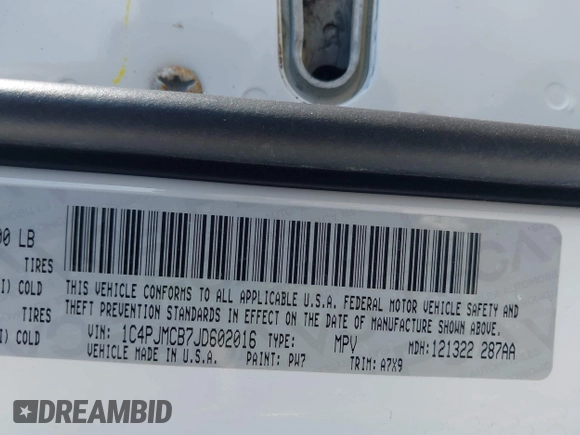 00 LB
TIRES
I) COLD
TIRES
I) COLD
THIS VEHICLE CONFORMS TO ALL APPLICABLE U.S.A. FEDERAL MOTOR VEHICLE SAFETY AND
THEFT PREVENTION STANDARDS IN EFFECT ON THE DATE OF MANUFACTURE SHOWN ABOVE.
VIN: 1C4PJMCB7JD602016 TYPE: MPV MDH: 121322 287AA
VEHICLE MADE IN U.S.A. PAINT: PW7 TRIM: A7X9
DREAMBID